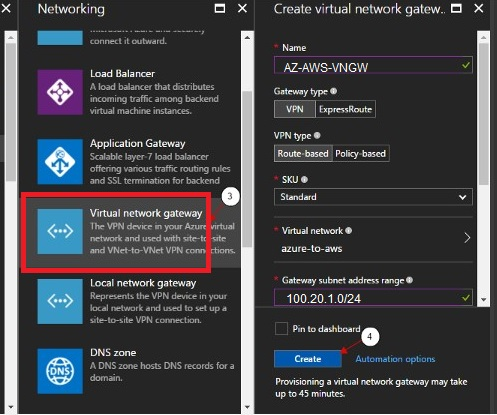 Networking
connect it outward.
Load Balancer
A load balancer that distributes
incoming traffic among backend
virtual machine instances.
Application Gateway
Scalable layer-7 load balancer
offering various traffic routing rules
and SSL termination for backend
Virtual network gateway
The VPN device in your Azure virtual
network and used with site-to-site
and VNet-to-VNet VPN connections.
3
Local network gateway
Represents the VPN device in your
local network and used to set up a
site-to-site VPN connection.
DNS zone
A DNS zone hosts DNS records for a
domain.
Create virtual network gatew..
* Name
AZ-AWS-VNGW
Gateway type
VPN ExpressRoute
VPN type
Route-based Policy-based
* SKU
Standard
* Virtual network
azure-to-aws
* Gateway subnet address range
100.20.1.0/24
Pin to dashboard
4
Create Automation options
Provisioning a virtual network gateway may take
up to 45 minutes.